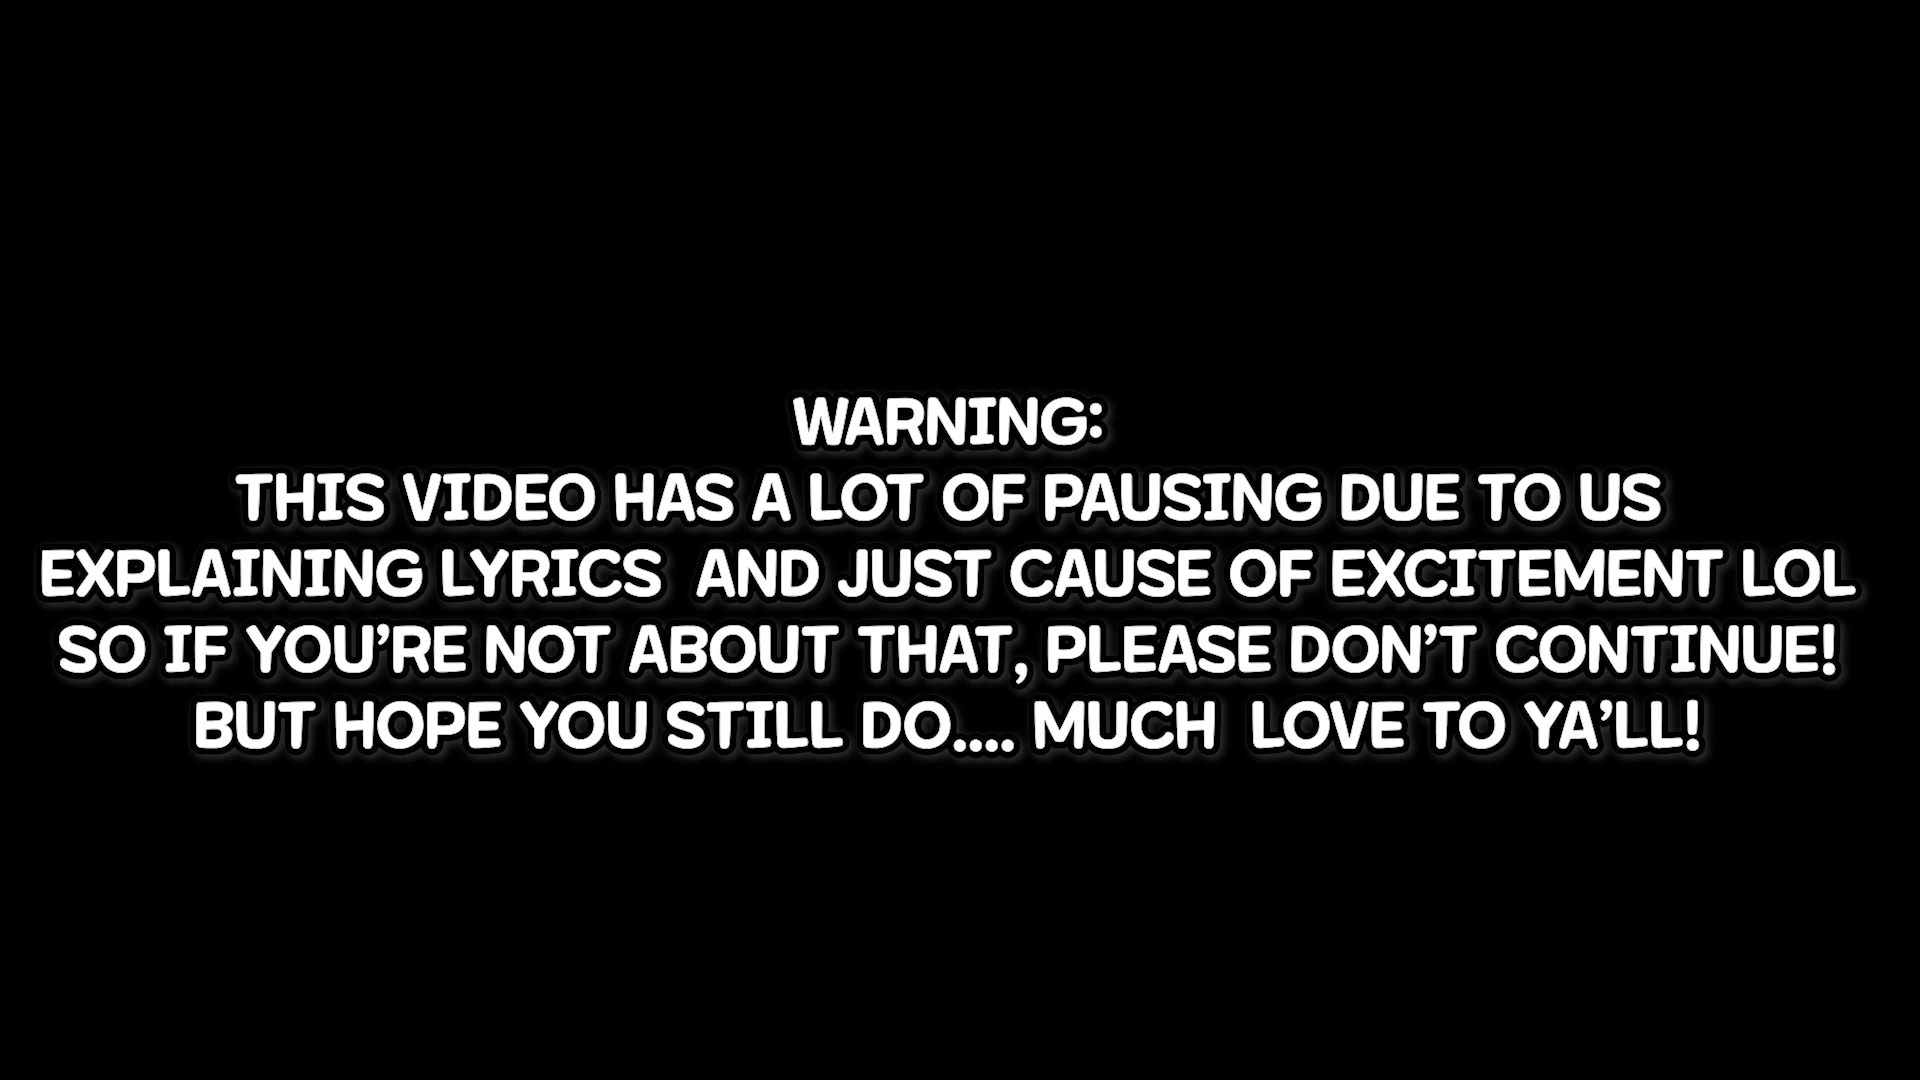 WARNING:
THIS VIDEO HAS A LOT OF PAUSING DUE TO US
EXPLAINING LYRICS  AND JUST CAUSE OF EXCITEMENT LOL
SO IF YOU’RE NOT ABOUT THAT, PLEASE DON’T CONTINUE!
BUT HOPE YOU STILL DO.... MUCH  LOVE TO YA’LL!